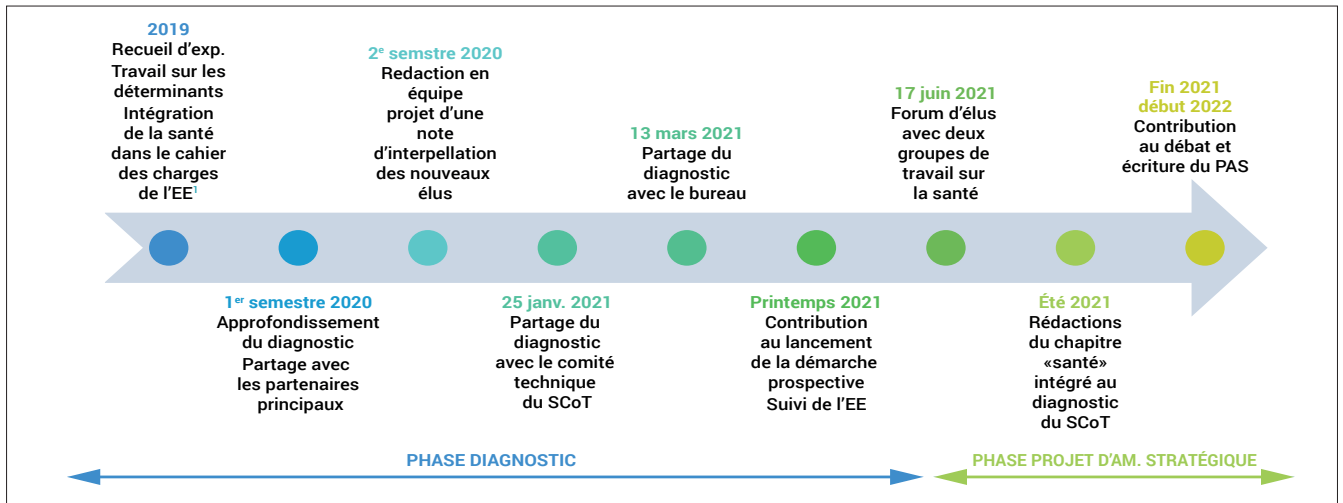 2019
Recueil d'exp.
Travail sur les
déterminants
Intégration
de la santé
dans le cahier
des charges
de l'EE¹
2e semstre 2020
Redaction en
équipe
projet d'une
note
d'interpellation
des nouveaux
élus
13 mars 2021
Partage du
diagnostic
avec le bureau
17 juin 2021
Forum d'élus
avec deux
groupes de
travail sur
la santé
Fin 2021
début 2022
Contribution
au débat et
écriture du PAS
1er semestre 2020
Approfondissement
du diagnostic
Partage avec
les partenaires
principaux
25 janv. 2021
Partage du
diagnostic
avec le comité
technique
du SCoT
Printemps 2021
Contribution
au lancement
de la démarche
prospective
Suivi de l'EE
Été 2021
Rédactions
du chapitre
«santé»
intégré au
diagnostic
du SCoT
PHASE DIAGNOSTIC
PHASE PROJET D'AM. STRATÉGIQUE